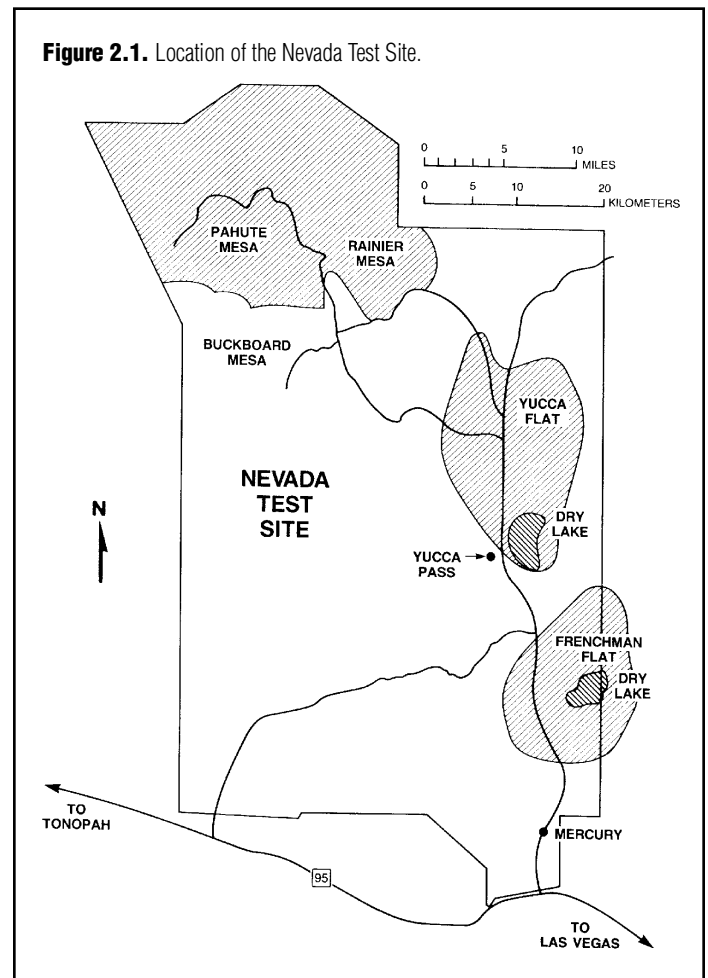 Figure 2.1. Location of the Nevada Test Site.
0 5 10
MILES
0 5 10 20
KILOMETERS
PAHUTE
MESA
RAINIER
MESA
BUCKBOARD
MESA
YUCCA
FLAT
NEVADA
TEST
SITE
N
DRY
LAKE
YUCCA
PASS
FRENCHMAN
FLAT
DRY
LAKE
TO
TONOPAH
MERCURY
95
TO
LAS VEGAS